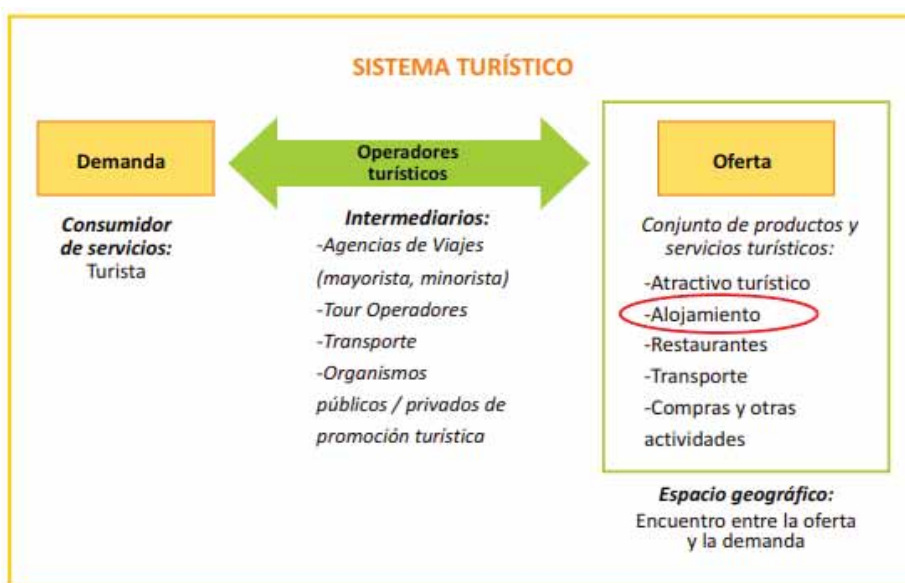 SISTEMA TURÍSTICO
Demanda
Consumidor
de servicios:
Turista
Operadores
turísticos
Intermediarios:
-Agencias de Viajes
(mayorista, minorista)
-Tour Operadores
-Transporte
-Organismos
públicos / privados de
promoción turística
Oferta
Conjunto de productos y
servicios turísticos:
-Atractivo turístico
-Alojamiento
-Restaurantes
-Transporte
-Compras y otras
actividades
Espacio geográfico:
Encuentro entre la oferta
y la demanda